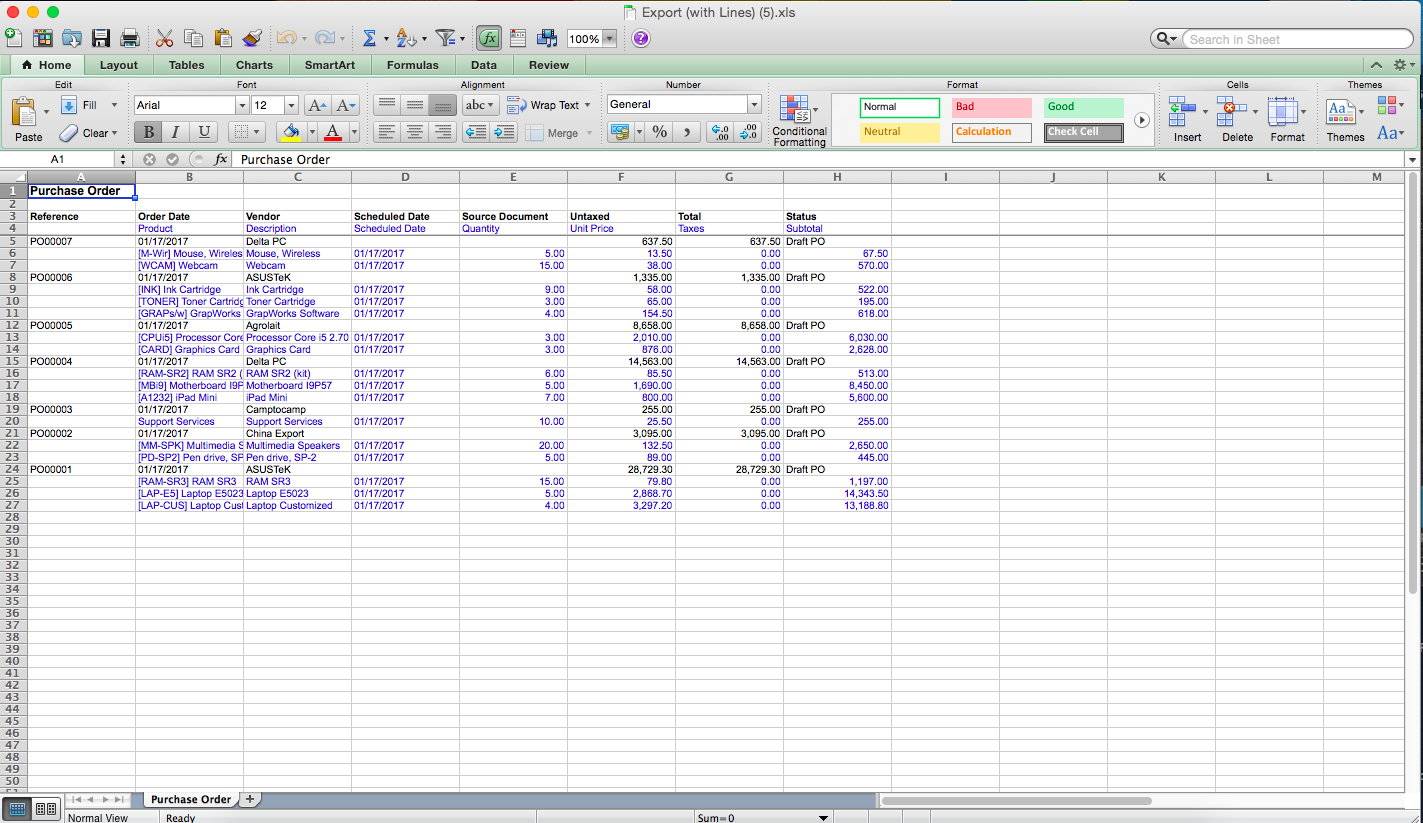 Export (with Lines) (5).xls
100%
Search in Sheet
Home Layout Tables Charts SmartArt Formulas Data Review
Edit Font Alignment Number Format Cells Themes
Fill Arial 12 A A abc Wrap Text General Normal Bad Good
Paste Clear B I U A Merge % , .0 .00 .00 .0 Conditional Formatting Neutral Calculation Check Cell Insert Delete Format Themes Aa
A1 fx Purchase Order
A B C D E F G H I J K L M
1 Purchase Order
2
3 Reference Order Date Vendor Scheduled Date Source Document Untaxed Total Status
4 Product Description Scheduled Date Quantity Unit Price Taxes Subtotal
5 PO00007 01/17/2017 Delta PC 637.50 637.50 Draft PO
6 [M-Wir] Mouse, Wireles Mouse, Wireless 01/17/2017 5.00 13.50 0.00 67.50
7 [WCAM] Webcam Webcam 01/17/2017 15.00 38.00 0.00 570.00
8 PO00006 01/17/2017 ASUSTeK 1,335.00 1,335.00 Draft PO
9 [INK] Ink Cartridge Ink Cartridge 01/17/2017 9.00 58.00 0.00 522.00
10 [TONER] Toner Cartridg Toner Cartridge 01/17/2017 3.00 65.00 0.00 195.00
11 [GRAPs/w] GrapWorks GrapWorks Software 01/17/2017 4.00 154.50 0.00 618.00
12 PO00005 01/17/2017 Agrolait 8,658.00 8,658.00 Draft PO
13 [CPUi5] Processor Core Processor Core i5 2.70 01/17/2017 3.00 2,010.00 0.00 6,030.00
14 [CARD] Graphics Card Graphics Card 01/17/2017 3.00 876.00 0.00 2,628.00
15 PO00004 01/17/2017 Delta PC 14,563.00 14,563.00 Draft PO
16 [RAM-SR2] RAM SR2 ( RAM SR2 (kit) 01/17/2017 6.00 85.50 0.00 513.00
17 [MBi9] Motherboard I9P Motherboard I9P57 01/17/2017 5.00 1,690.00 0.00 8,450.00
18 [A1232] iPad Mini iPad Mini 01/17/2017 7.00 800.00 0.00 5,600.00
19 PO00003 01/17/2017 Camptocamp 255.00 255.00 Draft PO
20 Support Services Support Services 01/17/2017 10.00 25.50 0.00 255.00
21 PO00002 01/17/2017 China Export 3,095.00 3,095.00 Draft PO
22 [MM-SPK] Multimedia S Multimedia Speakers 01/17/2017 20.00 132.50 0.00 2,650.00
23 [PD-SP2] Pen drive, SP Pen drive, SP-2 01/17/2017 5.00 89.00 0.00 445.00
24 PO00001 01/17/2017 ASUSTeK 28,729.30 28,729.30 Draft PO
25 [RAM-SR3] RAM SR3 RAM SR3 01/17/2017 15.00 79.80 0.00 1,197.00
26 [LAP-E5] Laptop E5023 Laptop E5023 01/17/2017 5.00 2,868.70 0.00 14,343.50
27 [LAP-CUS] Laptop Cust Laptop Customized 01/17/2017 4.00 3,297.20 0.00 13,188.80
28
29
30
31
32
33
34
35
36
37
38
39
40
41
42
43
44
45
46
47
48
49
50
Purchase Order
Normal View Ready Sum=0